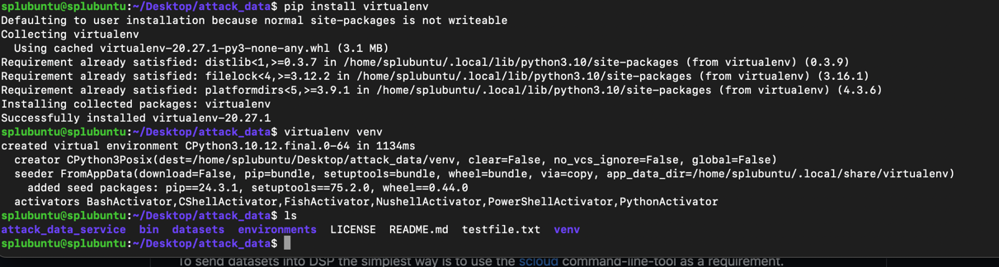 splubuntu@splubuntu:~/Desktop/attack_data$ pip install virtualenv
Defaulting to user installation because normal site-packages is not writeable
Collecting virtualenv
  Using cached virtualenv-20.27.1-py3-none-any.whl (3.1 MB)
Requirement already satisfied: distlib<1,>=0.3.7 in /home/splubuntu/.local/lib/python3.10/site-packages (from virtualenv) (0.3.9)
Requirement already satisfied: filelock<4,>=3.12.2 in /home/splubuntu/.local/lib/python3.10/site-packages (from virtualenv) (3.16.1)
Requirement already satisfied: platformdirs<5,>=3.9.1 in /home/splubuntu/.local/lib/python3.10/site-packages (from virtualenv) (4.3.6)
Installing collected packages: virtualenv
Successfully installed virtualenv-20.27.1
splubuntu@splubuntu:~/Desktop/attack_data$ virtualenv venv
created virtual environment CPython3.10.12.final.0-64 in 1134ms
  creator CPython3Posix(dest=/home/splubuntu/Desktop/attack_data/venv, clear=False, no_vcs_ignore=False, global=False)
  seeder FromAppData(download=False, pip=bundle, setuptools=bundle, wheel=bundle, via=copy, app_data_dir=/home/splubuntu/.local/share/virtualenv)
    added seed packages: pip==24.3.1, setuptools==75.2.0, wheel==0.44.0
  activators BashActivator,CShellActivator,FishActivator,NushellActivator,PowerShellActivator,PythonActivator
splubuntu@splubuntu:~/Desktop/attack_data$ ls
attack_data_service  bin  datasets  environments  LICENSE  README.md  testfile.txt  venv
splubuntu@splubuntu:~/Desktop/attack_data$
To send datasets into DSP the simplest way is to use the scloud command-line-tool as a requirement.